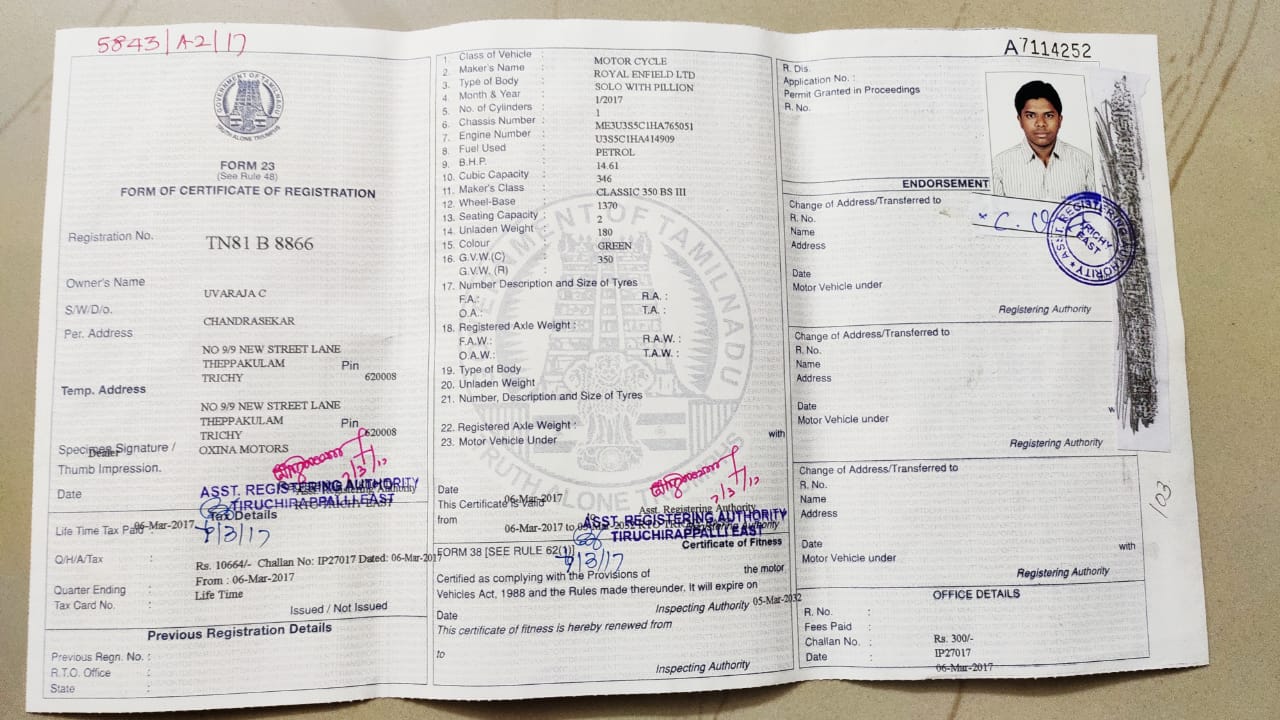 5843/A2/17
GOVERNMENT OF TAMILNADU
TRUTH ALONE TRIUMPHS
FORM 23
(See Rule 48)
FORM OF CERTIFICATE OF REGISTRATION
Registration No. TN81 B 8866
Owner's Name UVARAJA C
S/W/D/o. CHANDRASEKAR
Per. Address NO 9/9 NEW STREET LANE
THEPPAKULAM Pin
TRICHY 620008
Temp. Address NO 9/9 NEW STREET LANE
THEPPAKULAM Pin
TRICHY 620008
Specimen Signature / Dealer OXINA MOTORS
Thumb Impression.
7/3/17
Date
ASST. REGISTERING AUTHORITY
TIRUCHIRAPPALLI EAST
Tax Details
Life Time Tax Paid 06-Mar-2017
7/3/17
Q/H/A/Tax : Rs. 10664/- Challan No: IP27017 Dated: 06-Mar-2017
From : 06-Mar-2017
Quarter Ending : Life Time
Tax Card No. : Issued / Not Issued
Previous Registration Details
Previous Regn. No. :
R.T.O. Office :
State :
1. Class of Vehicle : MOTOR CYCLE
2. Maker's Name : ROYAL ENFIELD LTD
3. Type of Body : SOLO WITH PILLION
4. Month & Year : 1/2017
5. No. of Cylinders : 1
6. Chassis Number : ME3U3S5C1HA765051
7. Engine Number : U3S5C1HA414909
8. Fuel Used : PETROL
9. B.H.P. : 14.61
10. Cubic Capacity : 346
11. Maker's Class : CLASSIC 350 BS III
12. Wheel-Base : 1370
13. Seating Capacity : 2
14. Unladen Weight : 180
15. Colour : GREEN
16. G.V.W.(C) : 350
G.V.W. (R) :
17. Number Description and Size of Tyres
F.A.: R.A. :
O.A.: T.A. :
18. Registered Axle Weight :
F.A.W.: R.A.W. :
O.A.W.: T.A.W. :
19. Type of Body
20. Unladen Weight
21. Number, Description and Size of Tyres
22. Registered Axle Weight :
23. Motor Vehicle Under with
7/3/17
Date 06-Mar-2017
This Certificate is valid Asst. Registering Authority
from 06-Mar-2017 to 05-Mar-2032 RTO TRICHY EAST
ASST. REGISTERING AUTHORITY
TIRUCHIRAPPALLI EAST
Registering Authority
7/3/17
FORM 38 [SEE RULE 62(1)] Certificate of Fitness
Certified as complying with the Provisions of the motor
Vehicles Act, 1988 and the Rules made thereunder. It will expire on
05-Mar-2032
Date Inspecting Authority
This certificate of fitness is hereby renewed from
to
Inspecting Authority
A7114252
R. Dis.
Application No. :
Permit Granted in Proceedings
R. No.
ENDORSEMENT
ASST. REGISTERING AUTHORITY
TRICHY EAST
Change of Address/Transferred to
R. No.
Name
Address
Date
Motor Vehicle under
Registering Authority
Change of Address/Transferred to
R. No.
Name
Address
Date
Motor Vehicle under
Registering Authority
Change of Address/Transferred to
R. No.
Name
Address
Date
Motor Vehicle under with
Registering Authority
103
OFFICE DETAILS
R. No. :
Fees Paid : Rs. 300/-
Challan No. : IP27017
Date : 06-Mar-2017